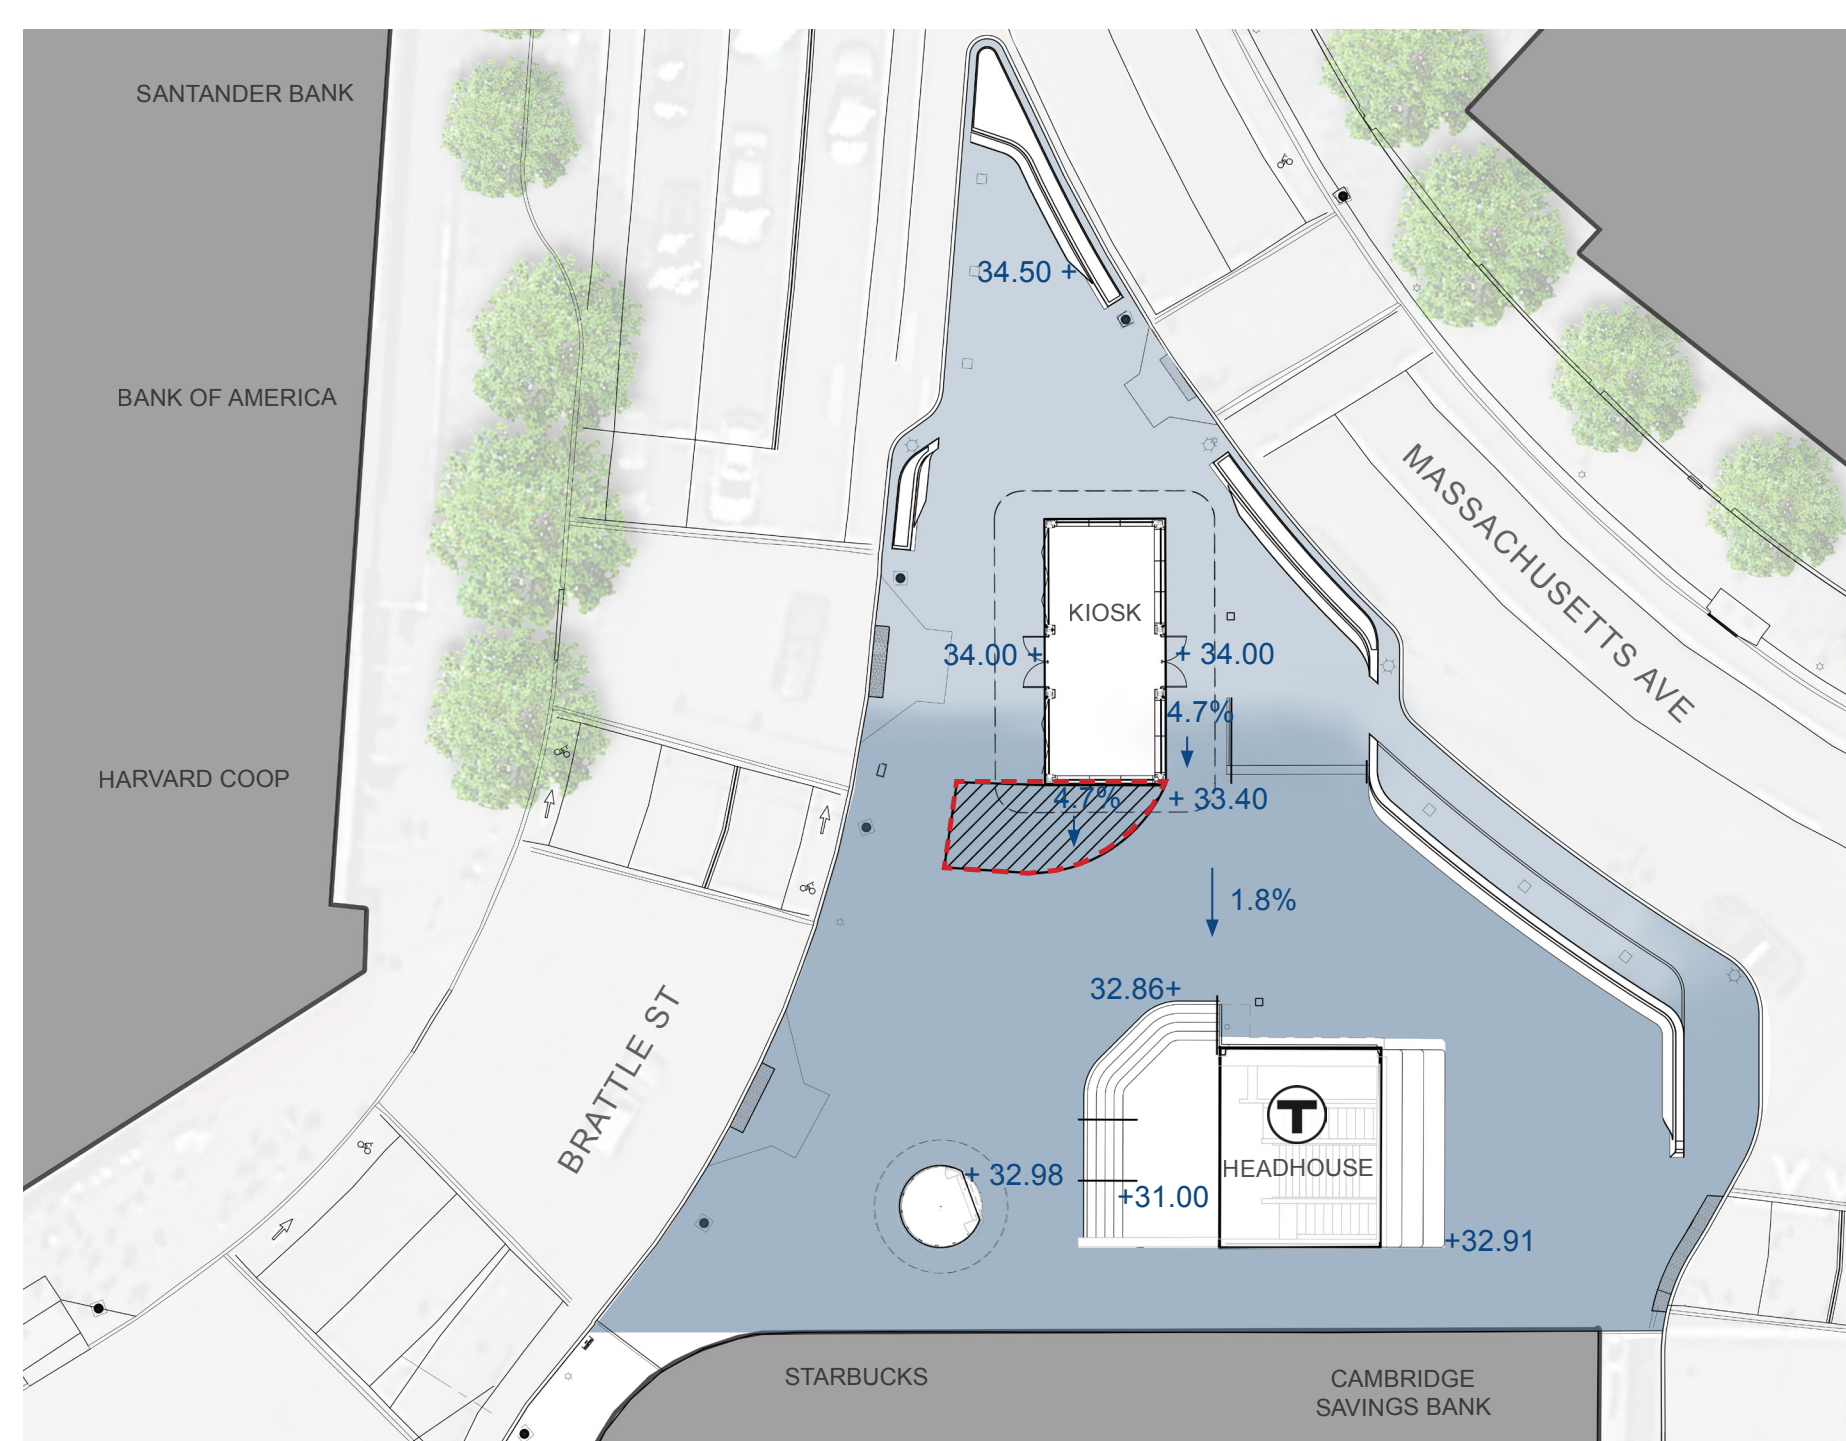 SANTANDER BANK
34.50 +
BANK OF AMERICA
MASSACHUSETTS AVE
KIOSK
34.00 +
+ 34.00
4.7%
HARVARD COOP
4.7%
+ 33.40
1.8%
32.86+
BRATTLE ST
T
HEADHOUSE
+ 32.98
+31.00
+32.91
STARBUCKS
CAMBRIDGE
SAVINGS BANK